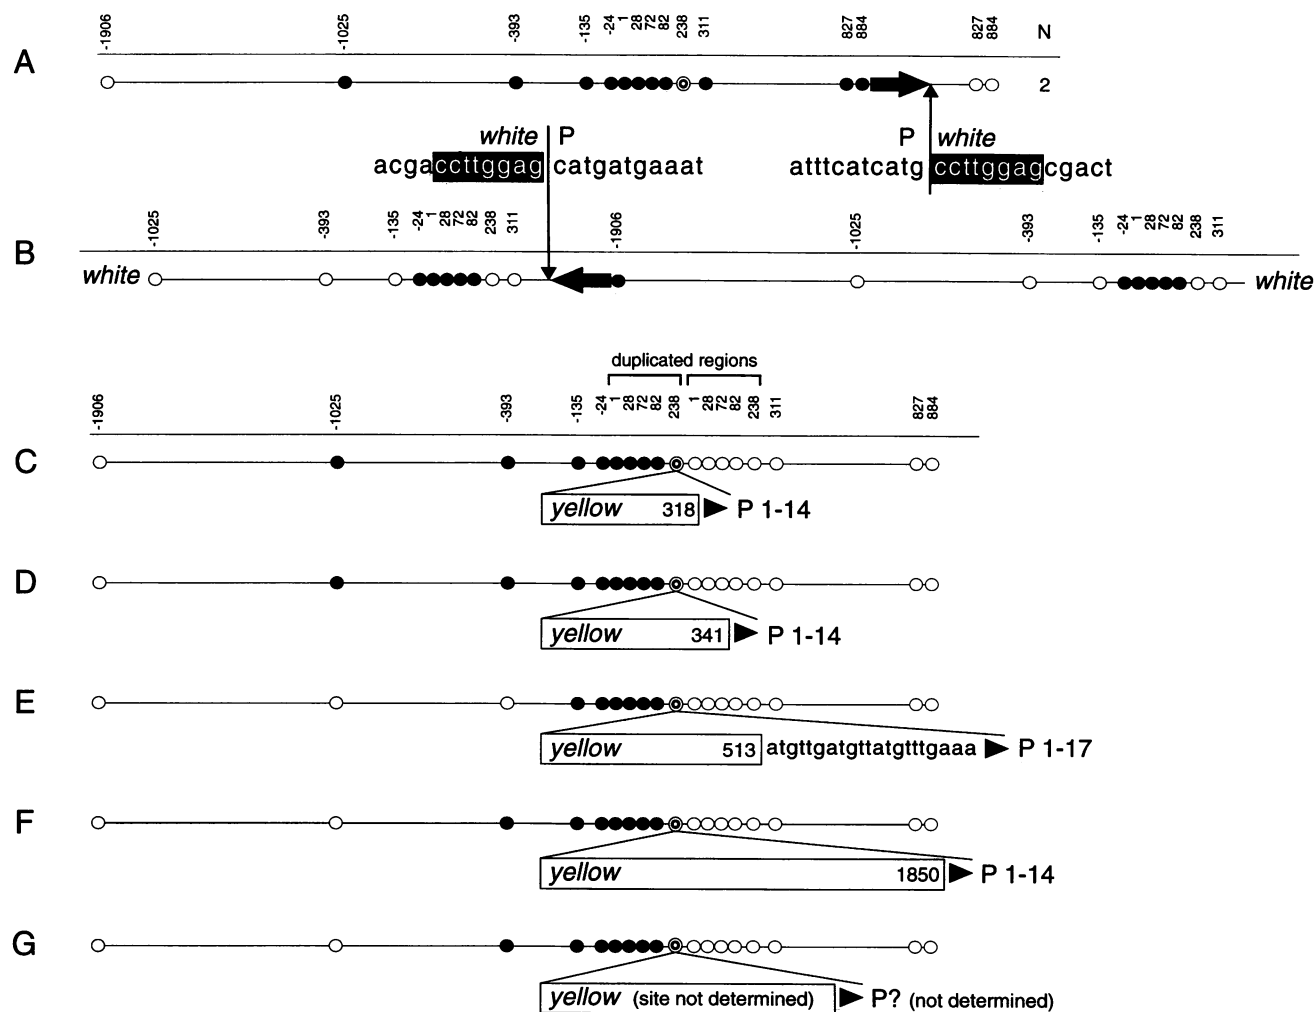 -1906 -1025 -393 -135 -24 1 28 72 82 238 311 827 884 827 884 N
A 2
white P P white
acgaccttggag catgatgaaat atttcatcatg ccttggagcgact
-1025 -393 -135 -24 1 28 72 82 238 311 -1906 -1025 -393 -135 -24 1 28 72 82 238 311
B white white
duplicated regions
-1906 -1025 -393 -135 -24 1 28 72 82 238 1 28 72 82 238 311 827 884
C
yellow 318 P 1-14
D
yellow 341 P 1-14
E
yellow 513 atgttgatgttatgtttgaaa P 1-17
F
yellow 1850 P 1-14
G
yellow (site not determined) P? (not determined)